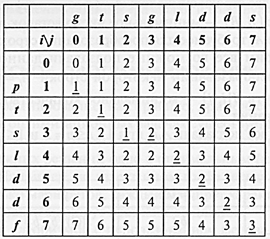 g t s g l d d s
i\j 0 1 2 3 4 5 6 7
0 0 1 2 3 4 5 6 7
p 1 1 1 2 3 4 5 6 7
t 2 2 1 2 3 4 5 6 7
s 3 3 2 1 2 3 4 5 6
l 4 4 3 2 2 2 3 4 5
d 5 5 4 3 3 3 2 3 4
d 6 6 5 4 4 4 3 2 3
f 7 7 6 5 5 5 4 3 3